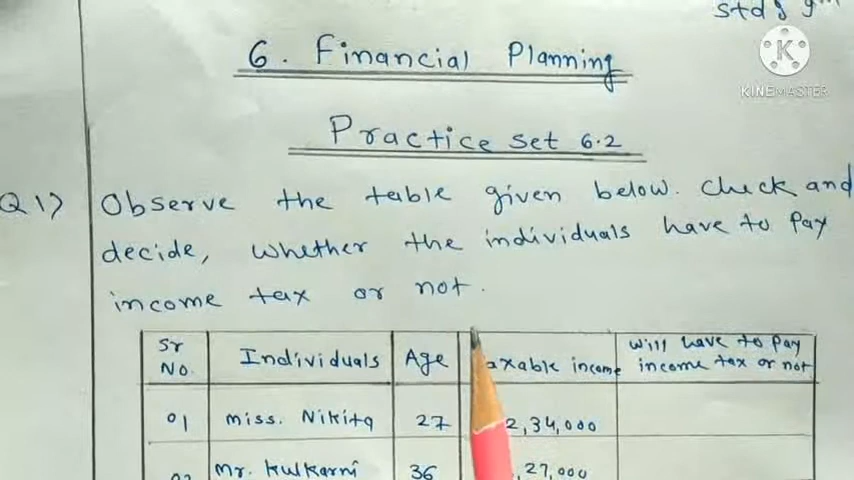 std 9th
KINEMASTER
6. Financial Planning
Practice set 6.2
Q 1) Observe the table given below. Check and
decide, whether the individuals have to pay
income tax or not.
Sr No. Individuals Age axable income Will have to pay income tax or not
01 Miss. Nikita 27 2,34,000
Mr. Kulkarni 36 ,27,000